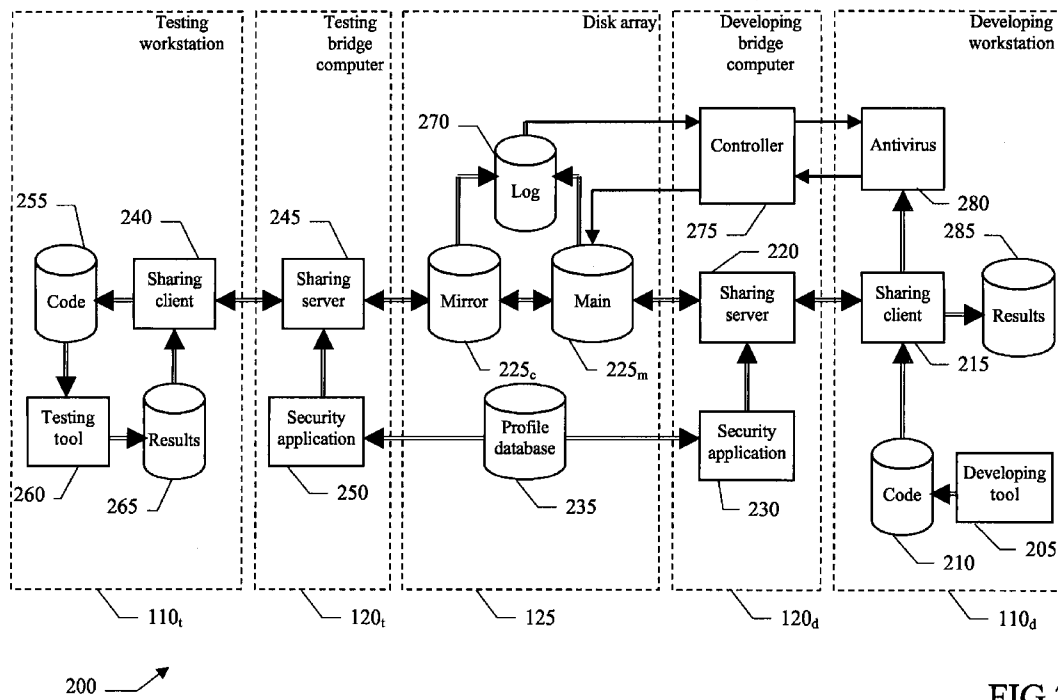 Testing
workstation
Testing
bridge
computer
Disk array
Developing
bridge
computer
Developing
workstation
270
Log
Controller
Antivirus
255
240
245
275
280
220
285
Code
Sharing
client
Sharing
server
Mirror
Main
Sharing
server
Sharing
client
Results
225c
225m
215
Testing
tool
Results
Security
application
Profile
database
Security
application
Code
Developing
tool
260
265
250
235
230
210
205
110t
120t
125
120d
110d
200